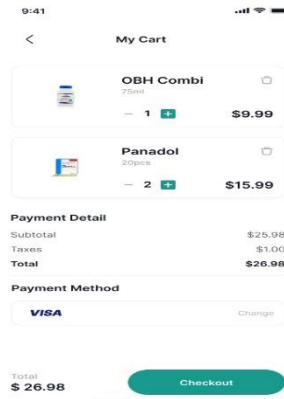 9:41
My Cart
OBH Combi
75ml
− 1 +
$9.99
Panadol
20pcs
− 2 +
$15.99
Payment Detail
Subtotal $25.98
Taxes $1.00
Total $26.98
Payment Method
VISA Change
Total
$ 26.98
Checkout